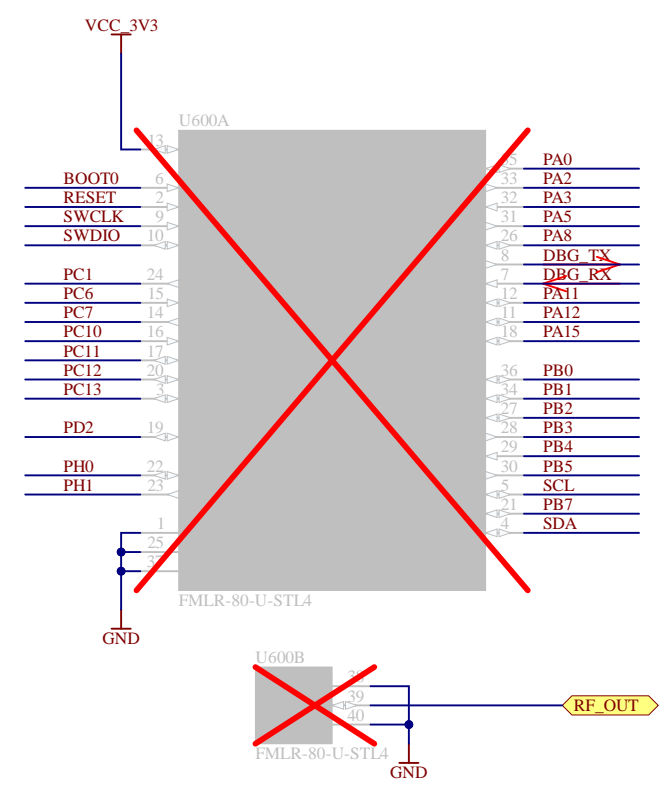 VCC_3V3
U600A
13
35 PA0
BOOT0 6
33 PA2
RESET 2
32 PA3
SWCLK 9
31 PA5
SWDIO 10
26 PA8
8 DBG_TX
PC1 24
7 DBG_RX
PC6 15
12 PA11
PC7 14
11 PA12
PC10 16
18 PA15
PC11 17
PC12 20
36 PB0
PC13 3
34 PB1
27 PB2
PD2 19
28 PB3
29 PB4
PH0 22
30 PB5
PH1 23
5 SCL
21 PB7
1
4 SDA
25
37
FMLR-80-U-STL4
GND
U600B
38
39
RF_OUT
40
FMLR-80-U-STL4
GND